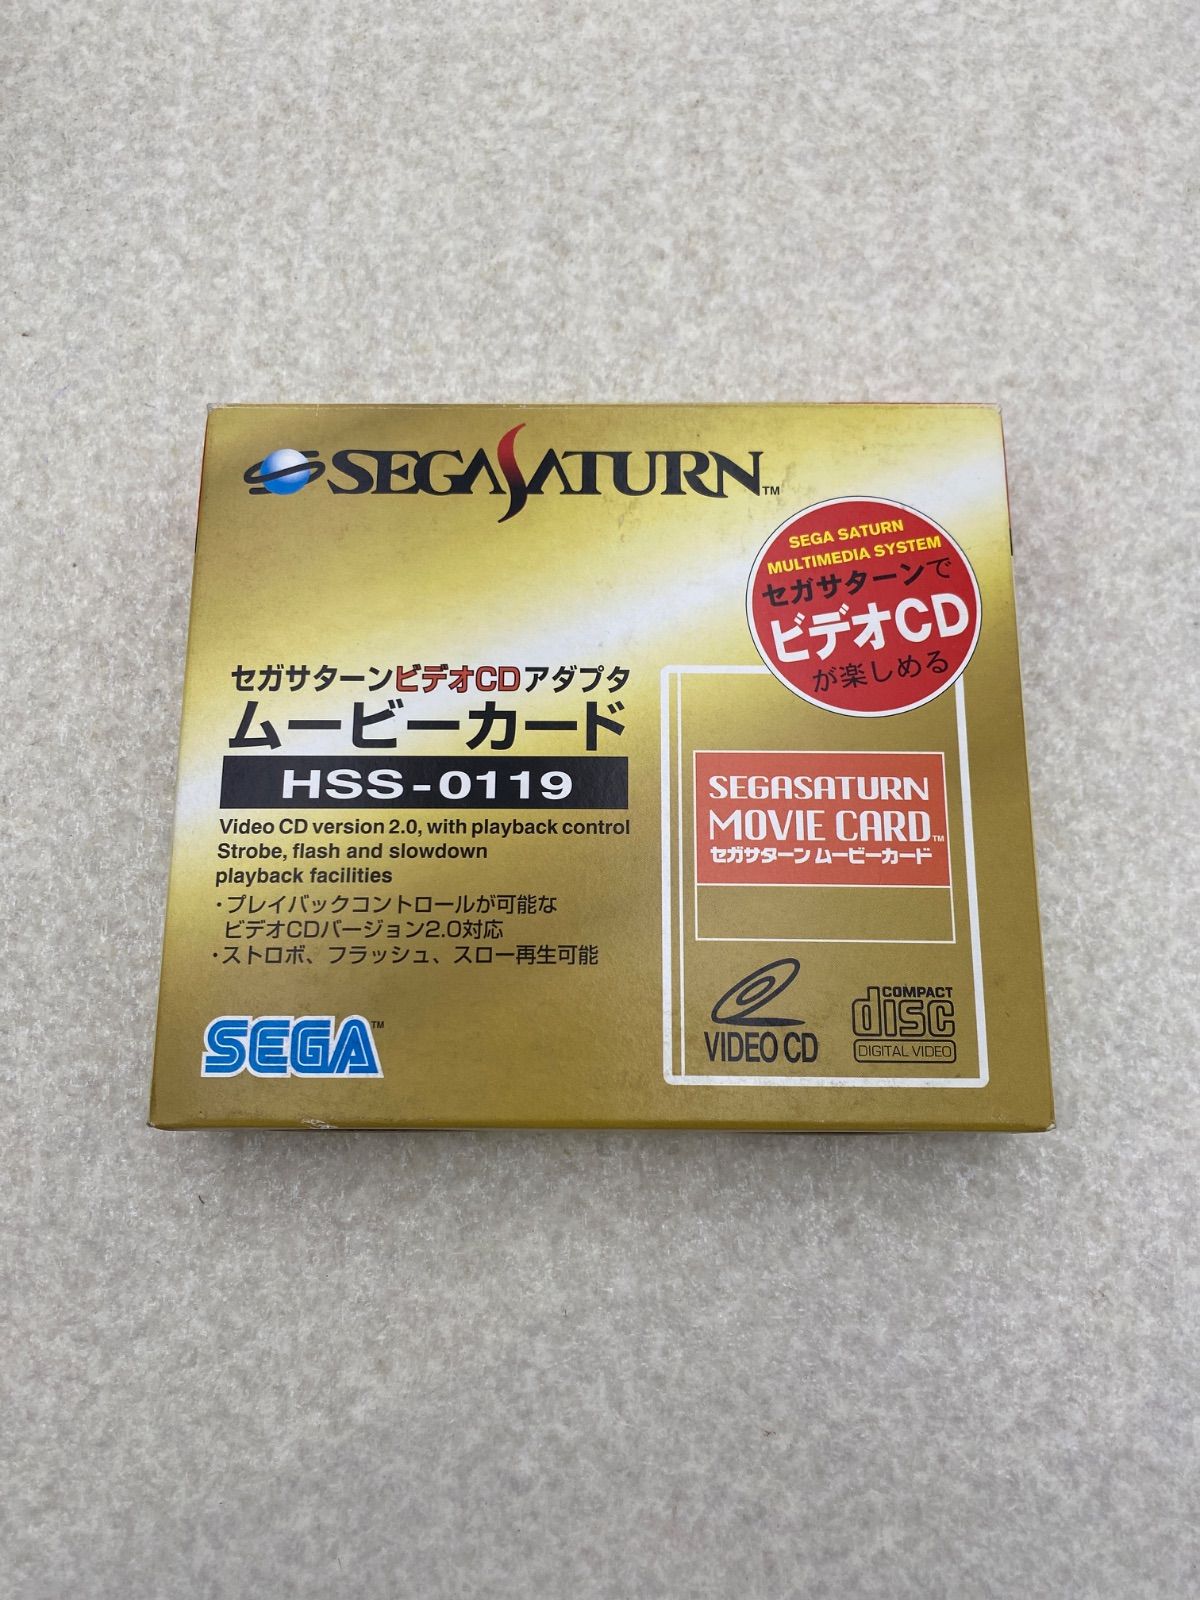 SEGASATURN™
SEGA SATURN
MULTIMEDIA SYSTEM
セガサターンで
ビデオCD
が楽しめる
セガサターンビデオCDアダプタ
ムービーカード
HSS-0119
Video CD version 2.0, with playback control
Strobe, flash and slowdown
playback facilities
・プレイバックコントロールが可能な
ビデオCDバージョン2.0対応
・ストロボ、フラッシュ、スロー再生可能
SEGA™
SEGASATURN
MOVIE CARD™
セガサターン ムービーカード
VIDEO CD
COMPACT
disc
DIGITAL VIDEO